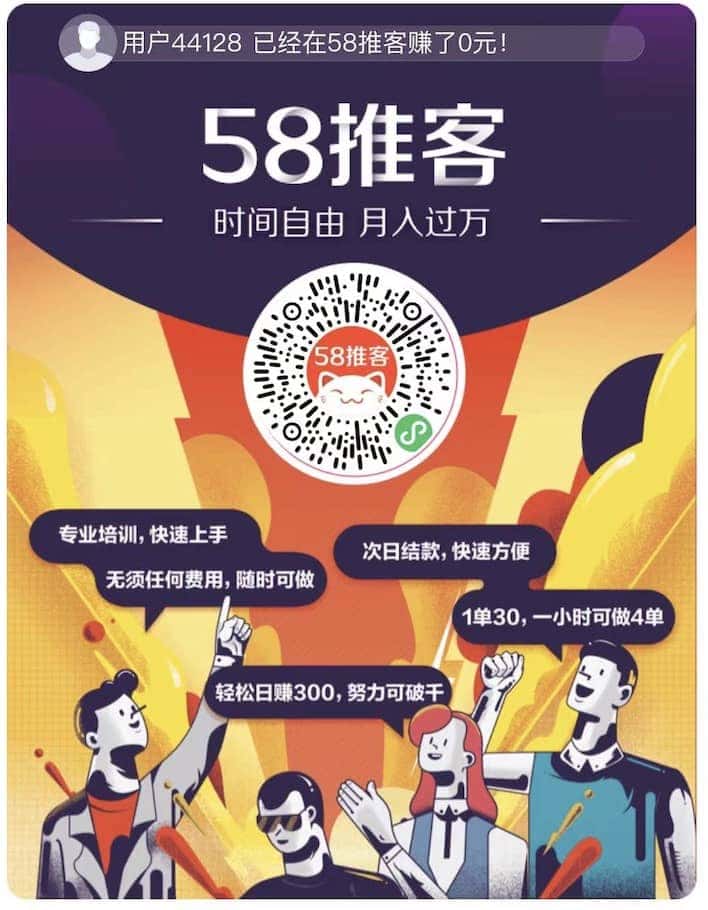 用户44128 已经在58推客赚了0元!
58推客
时间自由 月入过万
58推客
专业培训,快速上手
无须任何费用,随时可做
次日结款,快速方便
1单30,一小时可做4单
轻松日赚300,努力可破千